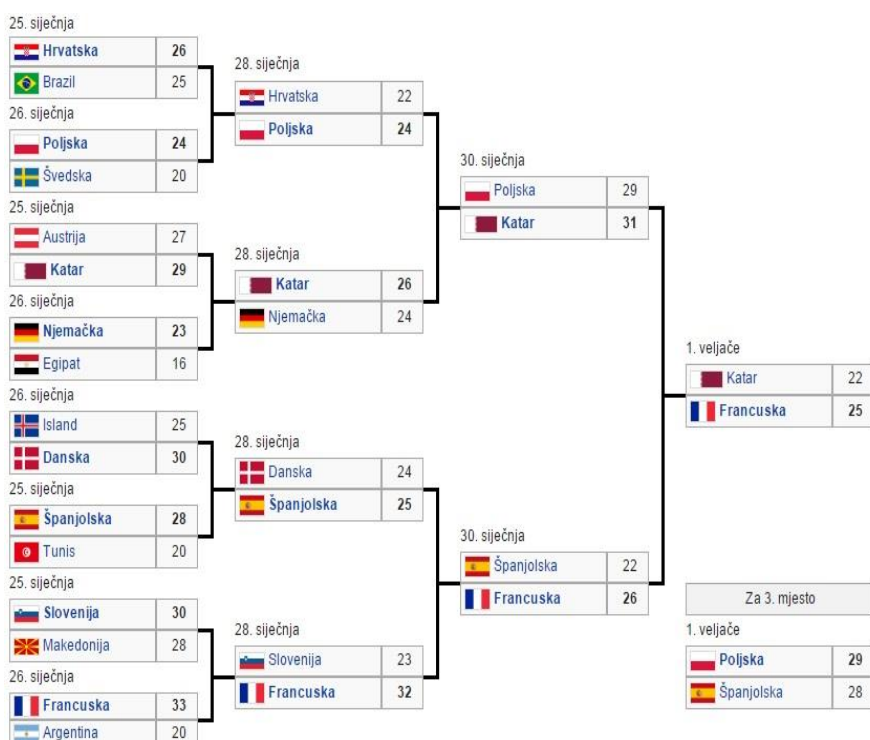 25. siječnja
Hrvatska 26
Brazil 25
26. siječnja
Poljska 24
Švedska 20
25. siječnja
Austrija 27
Katar 29
26. siječnja
Njemačka 23
Egipat 16
26. siječnja
Island 25
Danska 30
25. siječnja
Španjolska 28
Tunis 20
25. siječnja
Slovenija 30
Makedonija 28
26. siječnja
Francuska 33
Argentina 20
28. siječnja
Hrvatska 22
Poljska 24
28. siječnja
Katar 26
Njemačka 24
28. siječnja
Danska 24
Španjolska 25
28. siječnja
Slovenija 23
Francuska 32
30. siječnja
Poljska 29
Katar 31
30. siječnja
Španjolska 22
Francuska 26
1. veljače
Katar 22
Francuska 25
Za 3. mjesto
1. veljače
Poljska 29
Španjolska 28